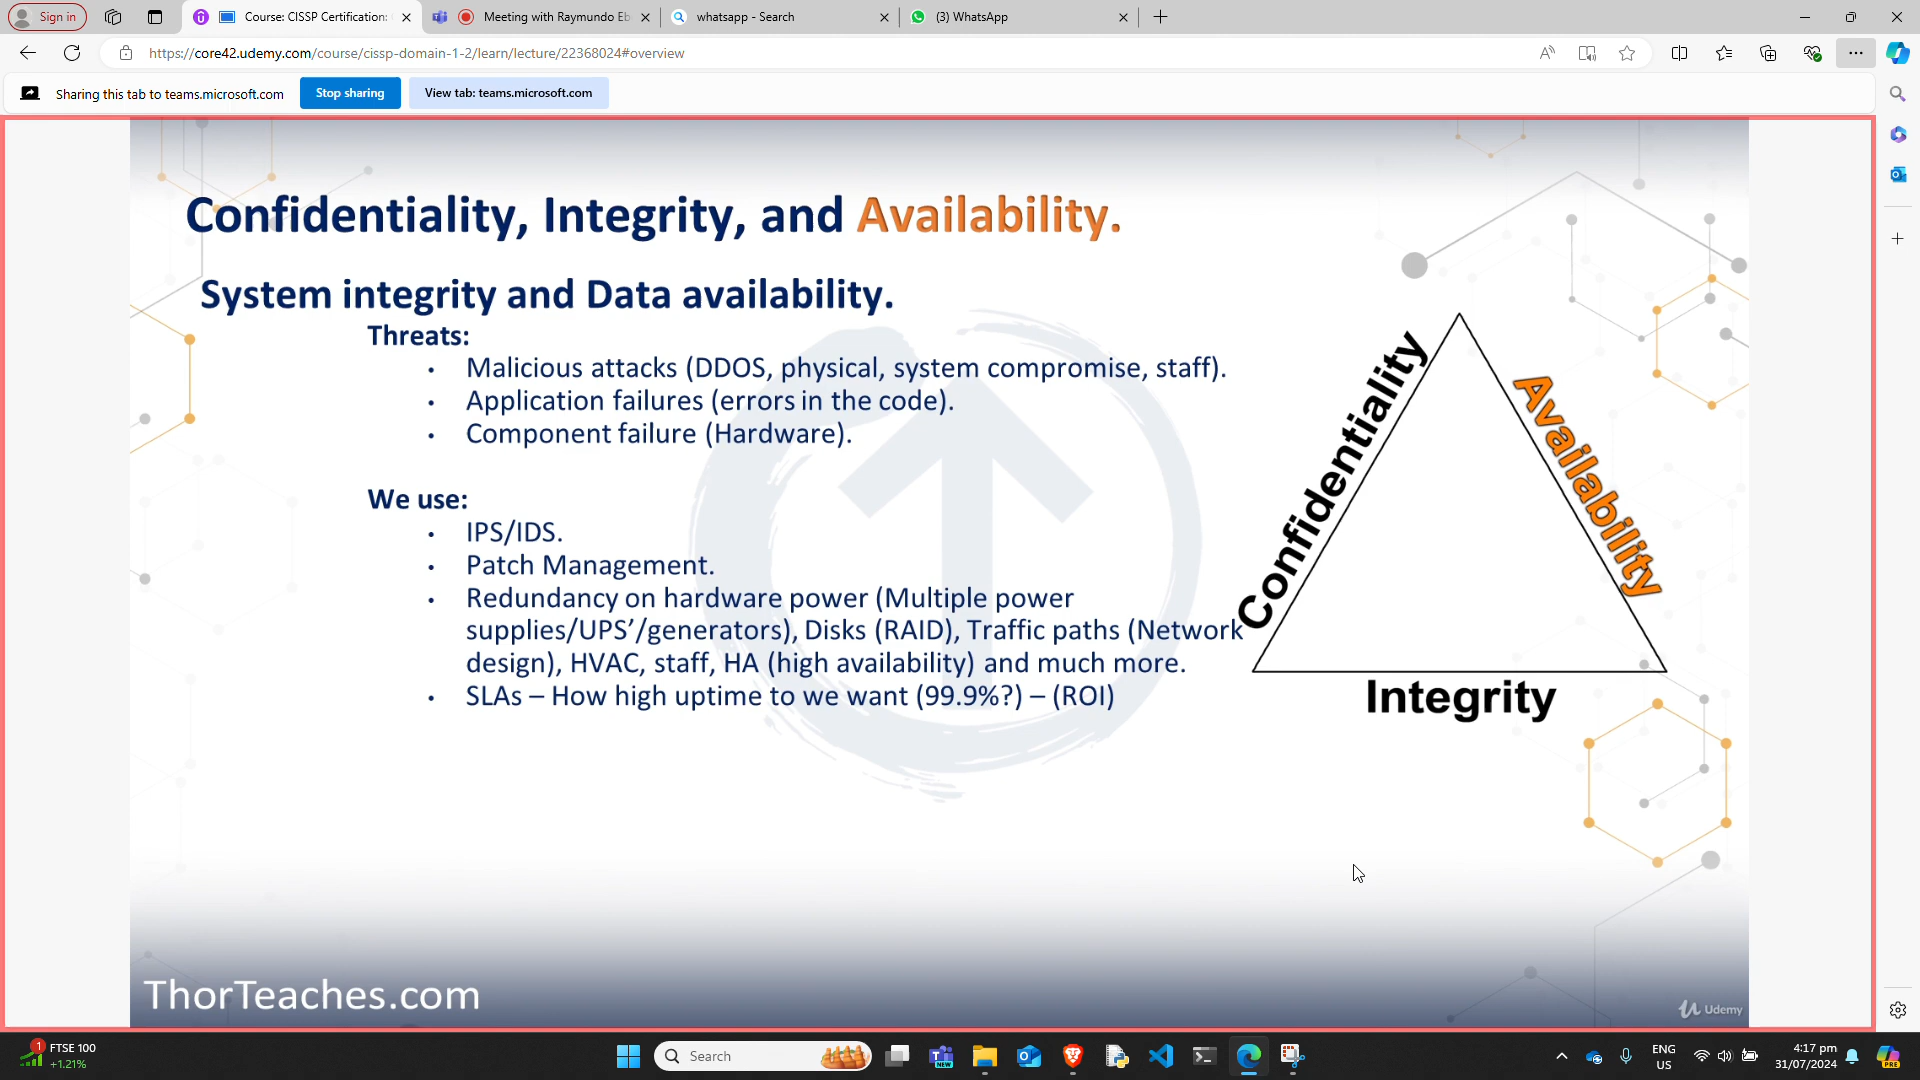 Sign in
Course: CISSP Certification:
Meeting with Raymundo Eb
whatsapp - Search
(3) WhatsApp
https://core42.udemy.com/course/cissp-domain-1-2/learn/lecture/22368024#overview
Sharing this tab to teams.microsoft.com
Stop sharing
View tab: teams.microsoft.com
Confidentiality, Integrity, and Availability.
System integrity and Data availability.
Threats:
• Malicious attacks (DDOS, physical, system compromise, staff).
• Application failures (errors in the code).
• Component failure (Hardware).
We use:
• IPS/IDS.
• Patch Management.
• Redundancy on hardware power (Multiple power
supplies/UPS’/generators), Disks (RAID), Traffic paths (Network
design), HVAC, staff, HA (high availability) and much more.
• SLAs – How high uptime to we want (99.9%?) – (ROI)
Confidentiality
Availability
Integrity
ThorTeaches.com
Udemy
1
FTSE 100
+1.21%
Search
NEW
ENG
US
4:17 pm
31/07/2024
PRE